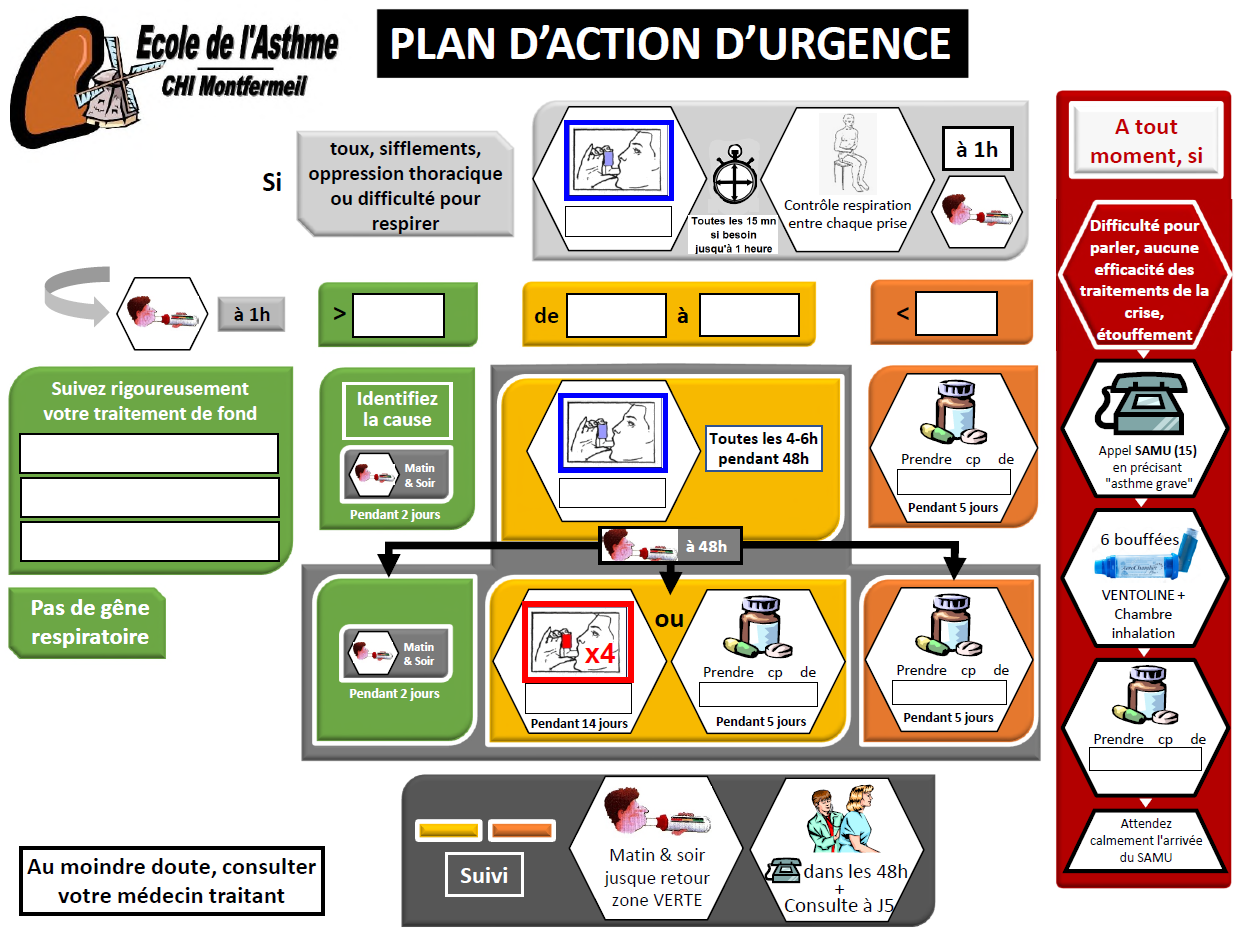 Ecole de l'Asthme
CHI Montfermeil
PLAN D’ACTION D’URGENCE
Si
toux, sifflements,
oppression thoracique
ou difficulté pour
respirer
Toutes les 15 mn
si besoin
jusqu'à 1 heure
Contrôle respiration
entre chaque prise
à 1h
à 1h
>
de
à
<
Suivez rigoureusement
votre traitement de fond
Pas de gêne
respiratoire
Identifiez
la cause
Matin
& Soir
Pendant 2 jours
Toutes les 4-6h
pendant 48h
Prendre cp de
Pendant 5 jours
à 48h
Matin
& Soir
Pendant 2 jours
x4
Pendant 14 jours
ou
Prendre cp de
Pendant 5 jours
Prendre cp de
Pendant 5 jours
Suivi
Matin & soir
jusque retour
zone VERTE
dans les 48h
+
Consulte à J5
Au moindre doute, consulter
votre médecin traitant
A tout
moment, si
Difficulté pour
parler, aucune
efficacité des
traitements de la
crise,
étouffement
Appel SAMU (15)
en précisant
"asthme grave"
6 bouffées
VENTOLINE +
Chambre
inhalation
Prendre cp de
Attendez
calmement l'arrivée
du SAMU